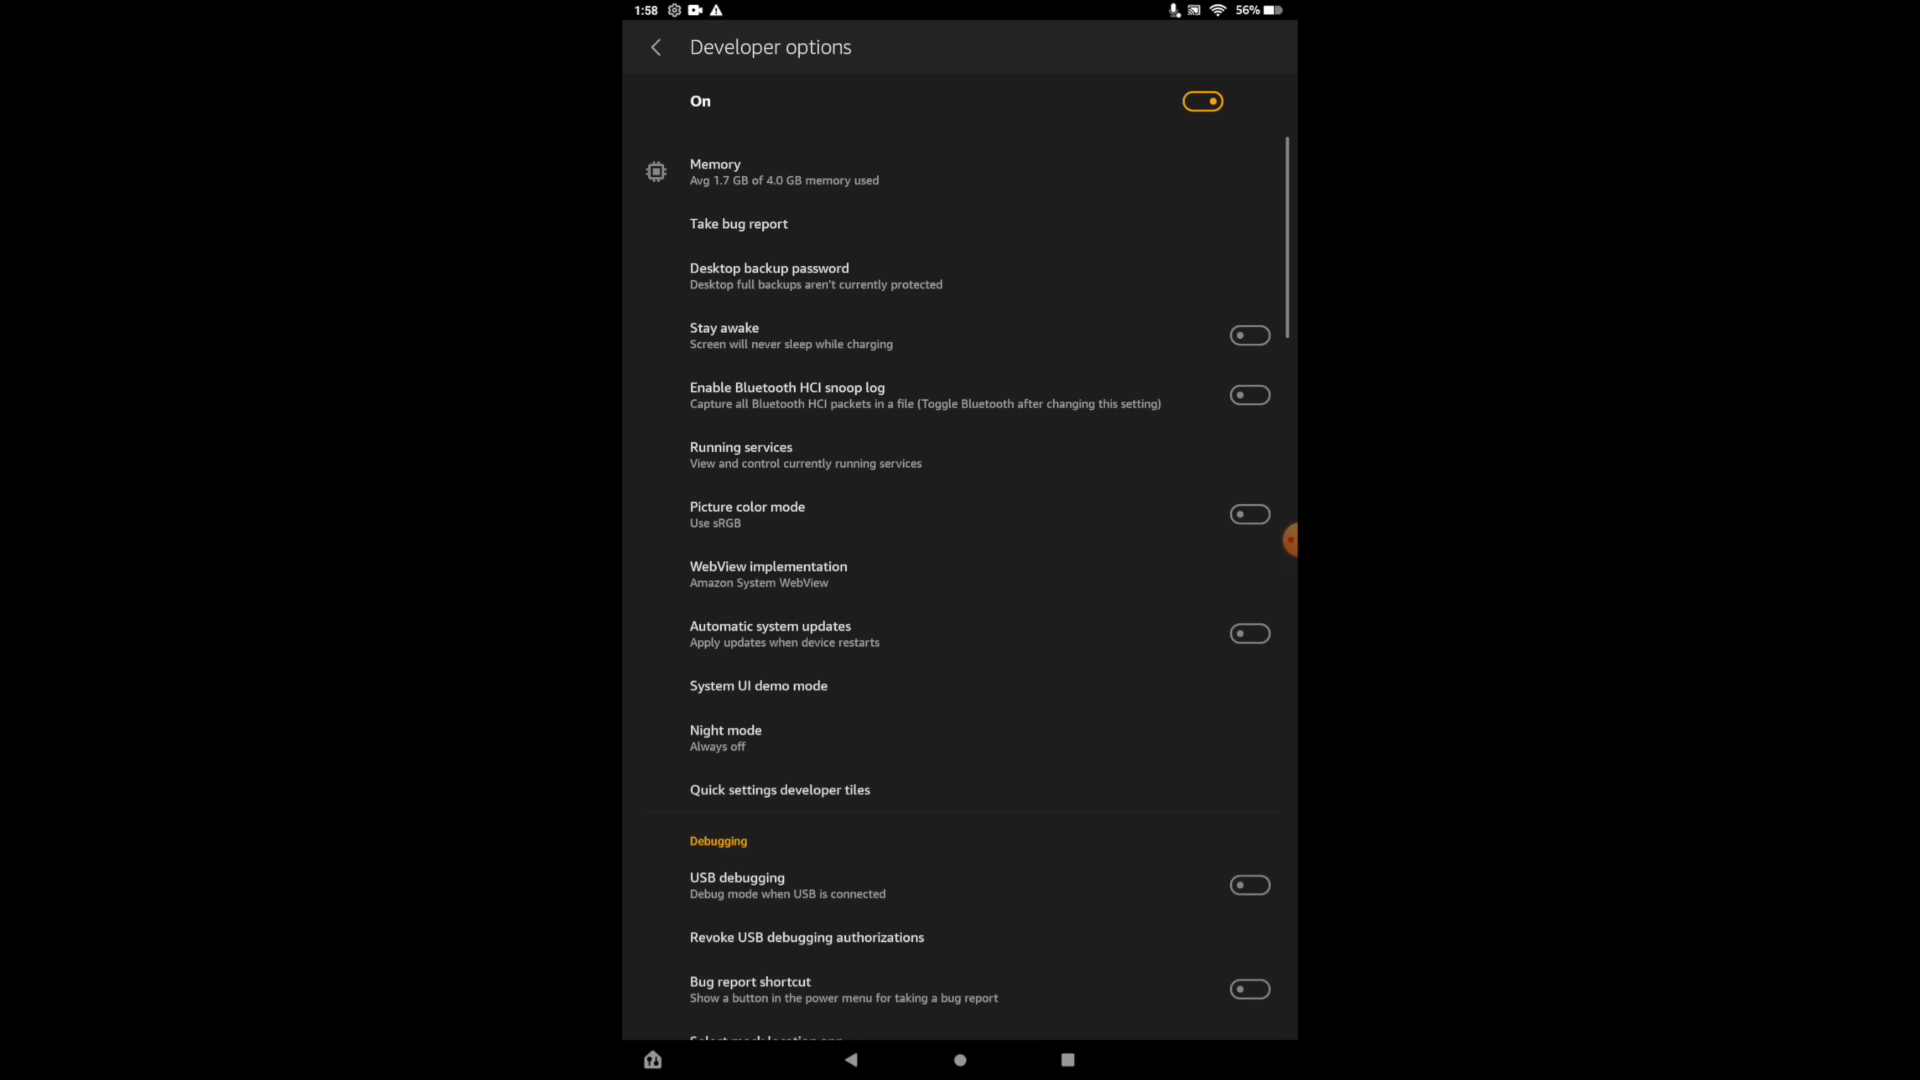 1:58
56%
Developer options
On
Memory
Avg 1.7 GB of 4.0 GB memory used
Take bug report
Desktop backup password
Desktop full backups aren't currently protected
Stay awake
Screen will never sleep while charging
Enable Bluetooth HCI snoop log
Capture all Bluetooth HCI packets in a file (Toggle Bluetooth after changing this setting)
Running services
View and control currently running services
Picture color mode
Use sRGB
WebView implementation
Amazon System WebView
Automatic system updates
Apply updates when device restarts
System UI demo mode
Night mode
Always off
Quick settings developer tiles
Debugging
USB debugging
Debug mode when USB is connected
Revoke USB debugging authorizations
Bug report shortcut
Show a button in the power menu for taking a bug report